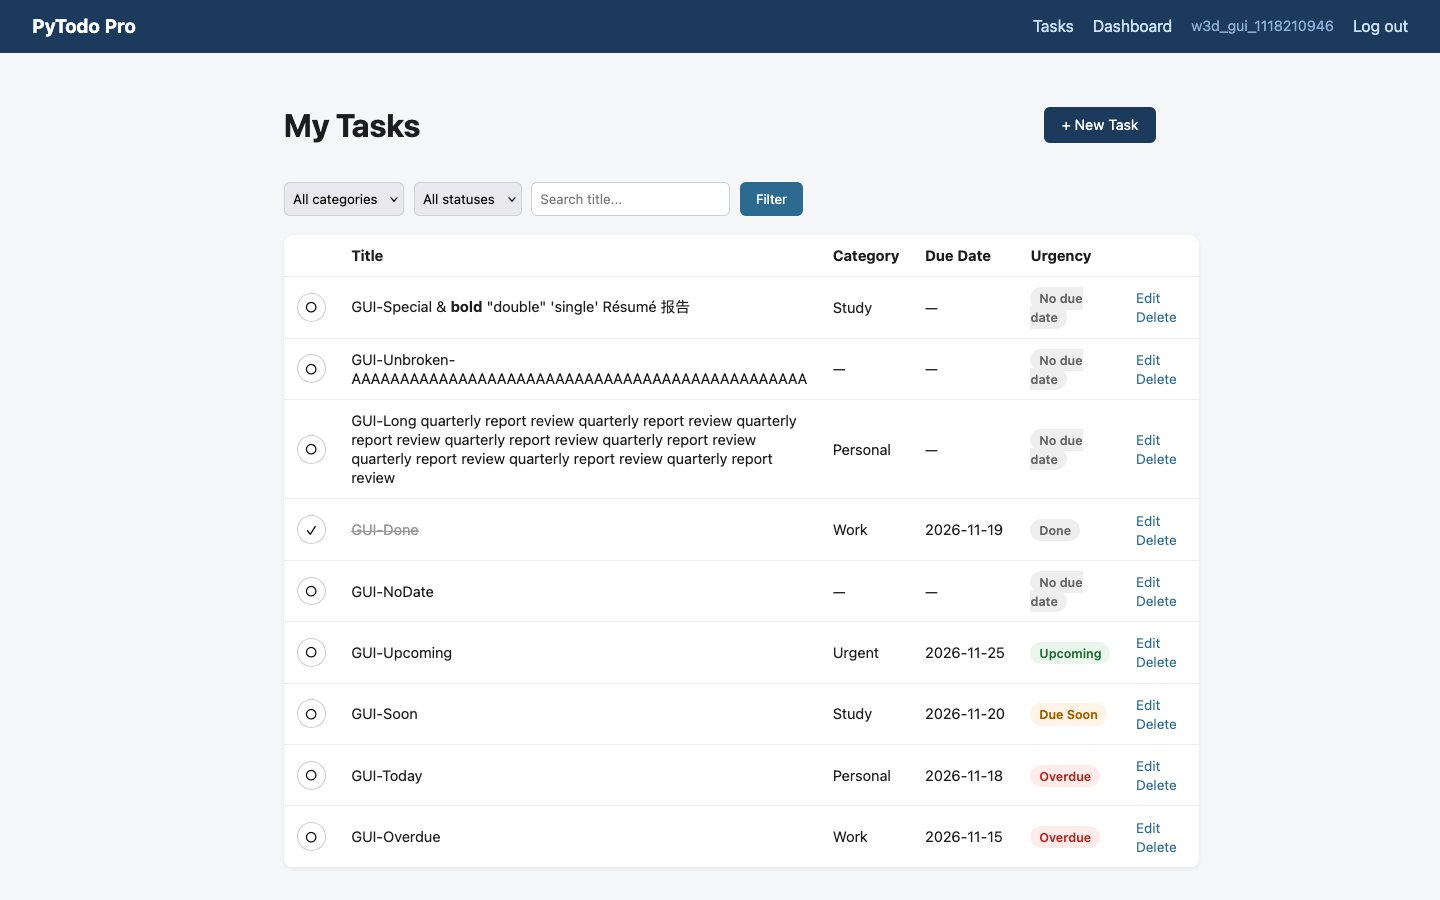 PyTodo Pro
Tasks Dashboard w3d_gui_1118210946 Log out
My Tasks
+ New Task
All categories All statuses Search title... Filter
Title Category Due Date Urgency
GUI-Special & bold "double" 'single' Résumé 报告 Study — No due date Edit Delete
GUI-Unbroken-
AAAAAAAAAAAAAAAAAAAAAAAAAAAAAAAAAAAAAAAAAAAAAAAA — — No due date Edit Delete
GUI-Long quarterly report review quarterly report review quarterly
report review quarterly report review quarterly report review
quarterly report review quarterly report review quarterly report
review
Personal — No due date Edit Delete
GUI-Done Work 2026-11-19 Done Edit Delete
GUI-NoDate — — No due date Edit Delete
GUI-Upcoming Urgent 2026-11-25 Upcoming Edit Delete
GUI-Soon Study 2026-11-20 Due Soon Edit Delete
GUI-Today Personal 2026-11-18 Overdue Edit Delete
GUI-Overdue Work 2026-11-15 Overdue Edit Delete